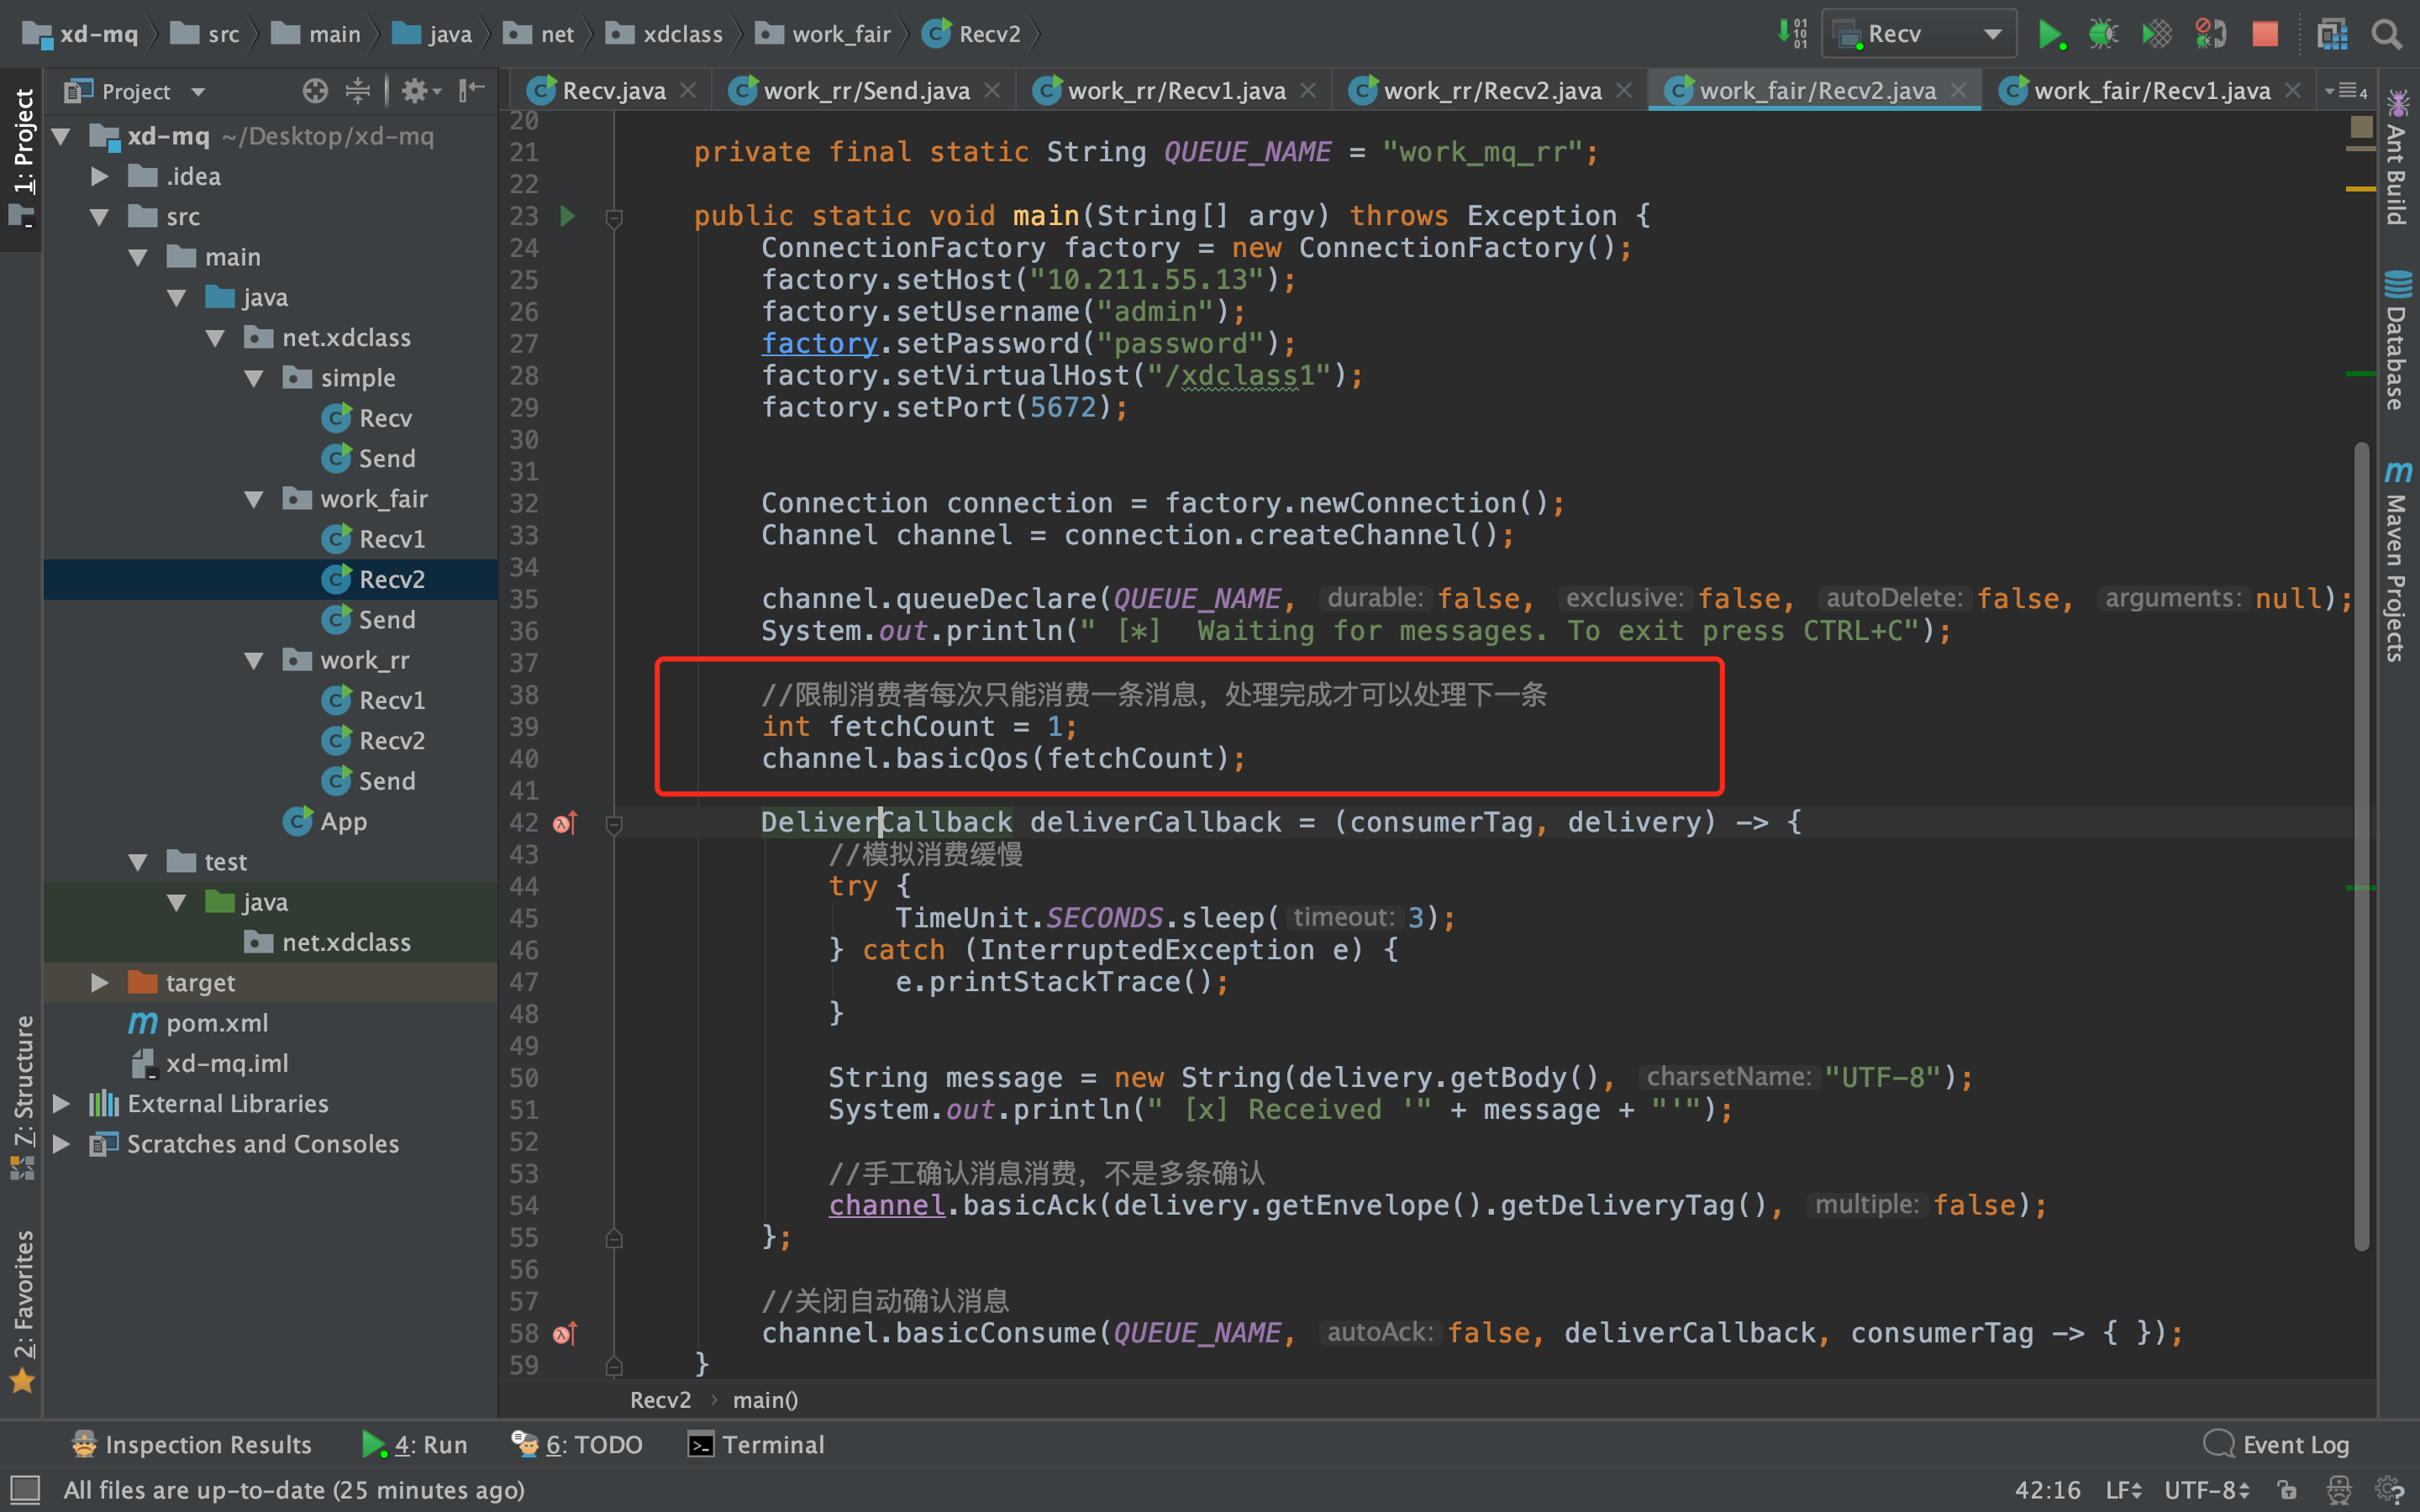 xd-mq src main java net xdclass work_fair Recv2
Recv
Project
Recv.java work_rr/Send.java work_rr/Recv1.java work_rr/Recv2.java work_fair/Recv2.java work_fair/Recv1.java 4
1: Project
7: Structure
2: Favorites
xd-mq ~/Desktop/xd-mq
.idea
src
main
java
net.xdclass
simple
Recv
Send
work_fair
Recv1
Recv2
Send
work_rr
Recv1
Recv2
Send
App
test
java
net.xdclass
target
pom.xml
xd-mq.iml
External Libraries
Scratches and Consoles
20
21 private final static String QUEUE_NAME = "work_mq_rr";
22
23 public static void main(String[] argv) throws Exception {
24 ConnectionFactory factory = new ConnectionFactory();
25 factory.setHost("10.211.55.13");
26 factory.setUsername("admin");
27 factory.setPassword("password");
28 factory.setVirtualHost("/xdclass1");
29 factory.setPort(5672);
30
31
32 Connection connection = factory.newConnection();
33 Channel channel = connection.createChannel();
34
35 channel.queueDeclare(QUEUE_NAME, durable: false, exclusive: false, autoDelete: false, arguments: null);
36 System.out.println(" [*]  Waiting for messages. To exit press CTRL+C");
37
38 //限制消费者每次只能消费一条消息，处理完成才可以处理下一条
39 int fetchCount = 1;
40 channel.basicQos(fetchCount);
41
42 DeliverCallback deliverCallback = (consumerTag, delivery) -> {
43 //模拟消费缓慢
44 try {
45 TimeUnit.SECONDS.sleep( timeout: 3);
46 } catch (InterruptedException e) {
47 e.printStackTrace();
48 }
49
50 String message = new String(delivery.getBody(), charsetName: "UTF-8");
51 System.out.println(" [x] Received '" + message + "'");
52
53 //手工确认消息消费，不是多条确认
54 channel.basicAck(delivery.getEnvelope().getDeliveryTag(), multiple: false);
55 };
56
57 //关闭自动确认消息
58 channel.basicConsume(QUEUE_NAME, autoAck: false, deliverCallback, consumerTag -> { });
59 }
Recv2 main()
Ant Build
Database
Maven Projects
Inspection Results 4: Run 6: TODO Terminal Event Log
All files are up-to-date (25 minutes ago) 42:16 LF UTF-8